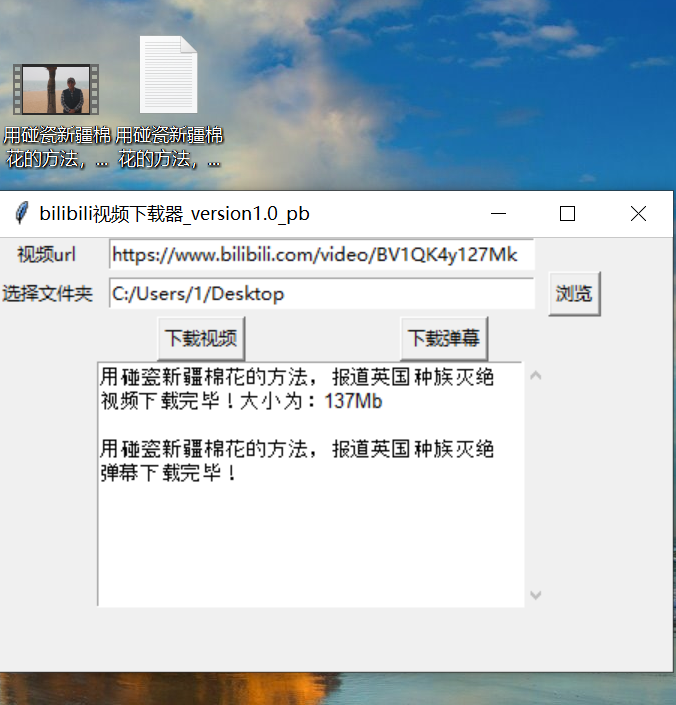 用碰瓷新疆棉
花的方法，...
用碰瓷新疆棉
花的方法，...
bilibili视频下载器_version1.0_pb
视频url
https://www.bilibili.com/video/BV1QK4y127Mk
选择文件夹
C:/Users/1/Desktop
浏览
下载视频
下载弹幕
用碰瓷新疆棉花的方法，报道英国种族灭绝
视频下载完毕！大小为：137Mb
用碰瓷新疆棉花的方法，报道英国种族灭绝
弹幕下载完毕！